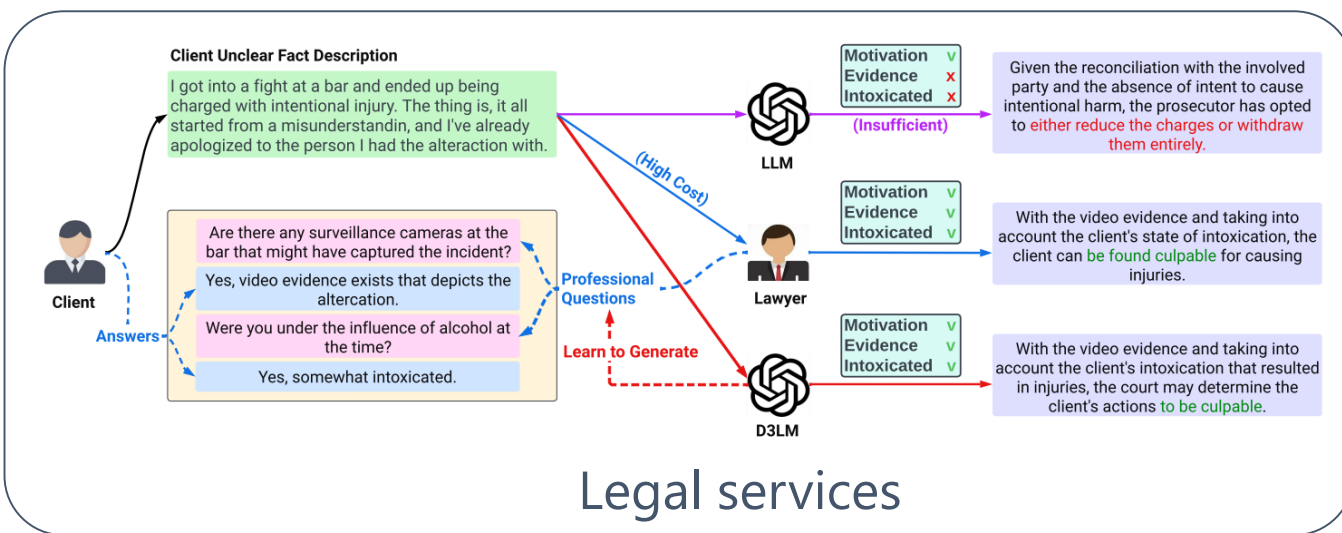 Client Unclear Fact Description
I got into a fight at a bar and ended up being
charged with intentional injury. The thing is, it all
started from a misunderstandin, and I've already
apologized to the person I had the alteraction with.
Client
Answers
Are there any surveillance cameras at the
bar that might have captured the incident?
Yes, video evidence exists that depicts the
altercation.
Were you under the influence of alcohol at
the time?
Yes, somewhat intoxicated.
Professional
Questions
Learn to Generate
(High Cost)
LLM
Motivation v
Evidence x
Intoxicated x
(Insufficient)
Given the reconciliation with the involved
party and the absence of intent to cause
intentional harm, the prosecutor has opted
to either reduce the charges or withdraw
them entirely.
Lawyer
Motivation v
Evidence v
Intoxicated v
With the video evidence and taking into
account the client's state of intoxication, the
client can be found culpable for causing
injuries.
D3LM
Motivation v
Evidence v
Intoxicated v
With the video evidence and taking into
account the client's intoxication that resulted
in injuries, the court may determine the
client's actions to be culpable.
Legal services